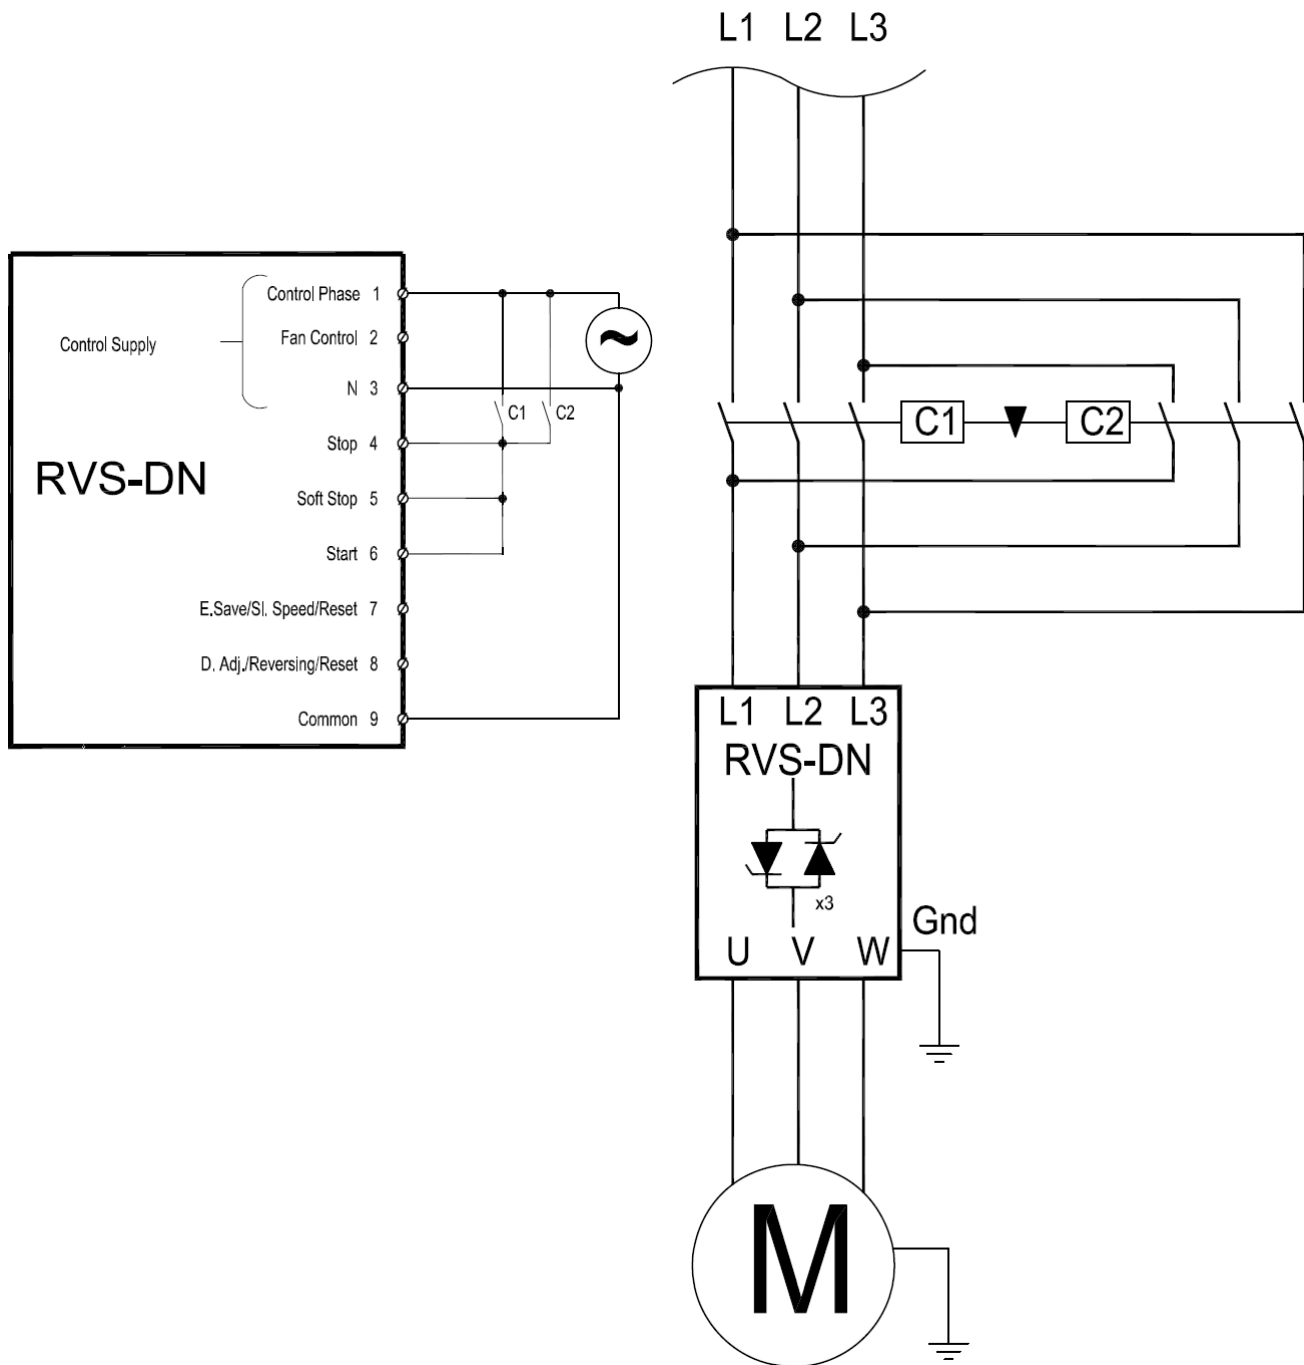 L1 L2 L3
Control Phase 1
Fan Control 2
Control Supply
N 3
C1 C2
C1 C2
Stop 4
RVS-DN
Soft Stop 5
Start 6
E.Save/Sl. Speed/Reset 7
D. Adj./Reversing/Reset 8
Common 9
L1 L2 L3
RVS-DN
x3
Gnd
U V W
M